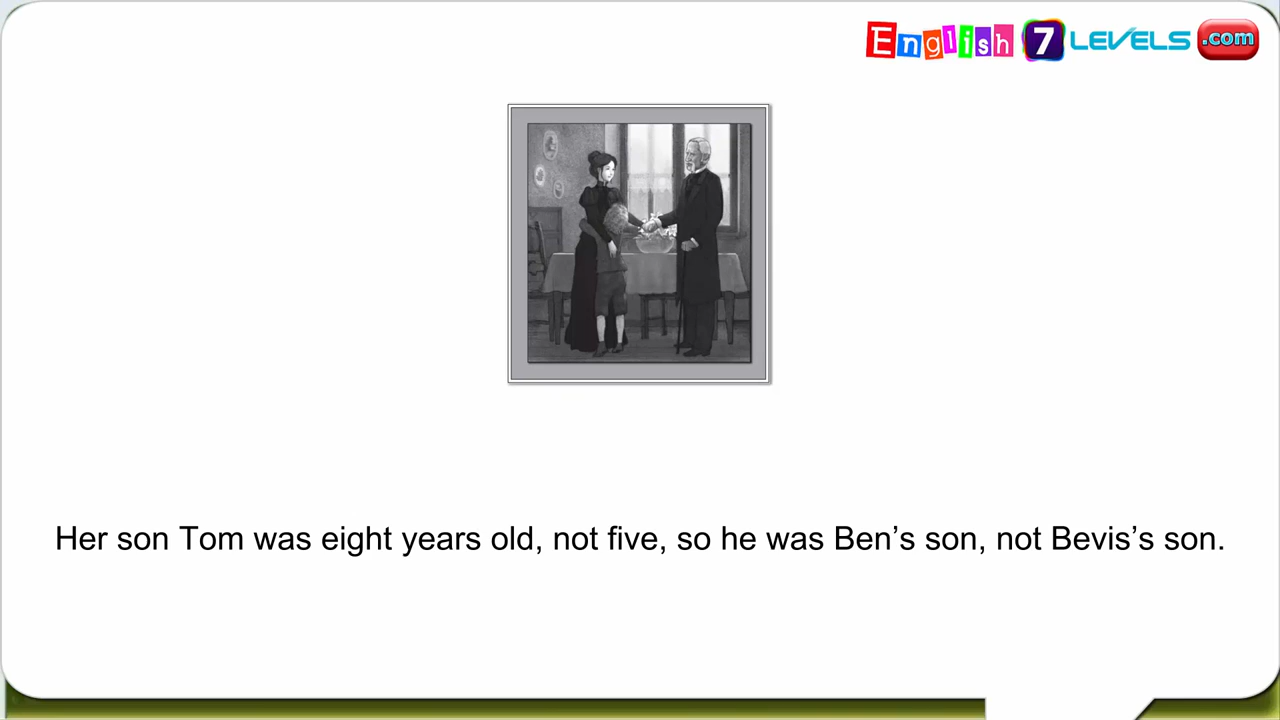 English 7 LEVELS .com
Her son Tom was eight years old, not five, so he was Ben’s son, not Bevis’s son.